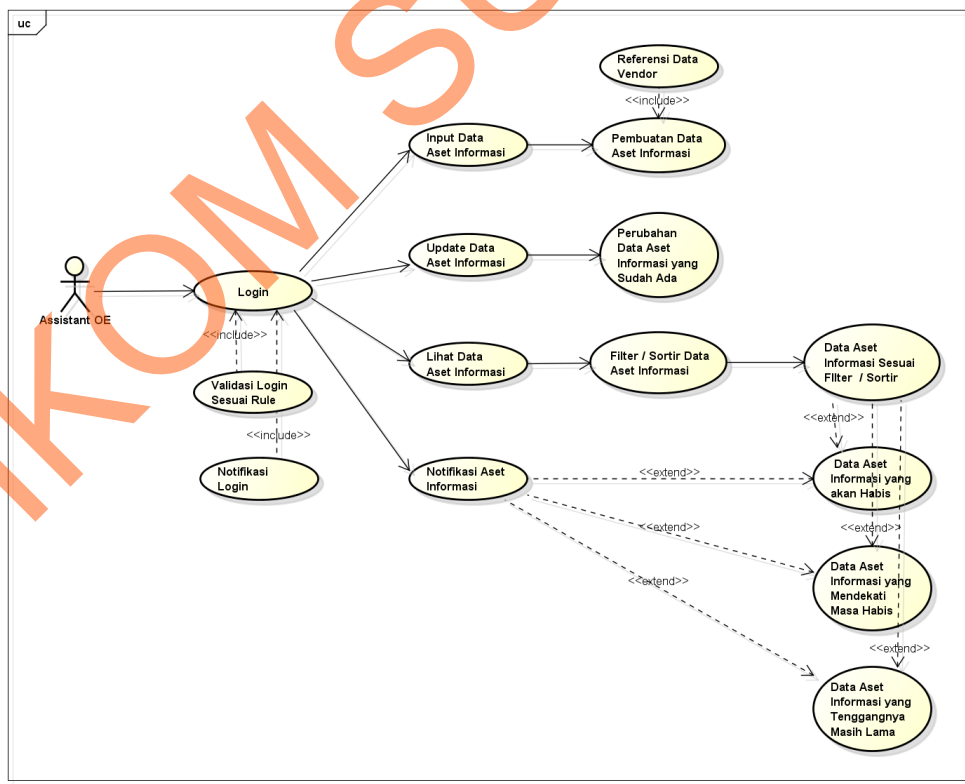 uc
Referensi Data
Vendor
<<include>>
Input Data
Aset Informasi
Pembuatan Data
Aset Informasi
Update Data
Aset Informasi
Perubahan
Data Aset
Informasi yang
Sudah Ada
Assistant OE
Login
<<include>>
Validasi Login
Sesuai Rule
<<include>>
Notifikasi
Login
Lihat Data
Aset Informasi
Filter / Sortir Data
Aset Informasi
Data Aset
Informasi Sesuai
FIlter / Sortir
<<extend>>
Notifikasi Aset
Informasi
<<extend>>
Data Aset
Informasi yang
akan Habis
<<extend>>
<<extend>>
Data Aset
Informasi yang
Mendekati
Masa Habis
<<extend>>
<<extend>>
Data Aset
Informasi yang
Tenggangnya
Masih Lama
IKOM